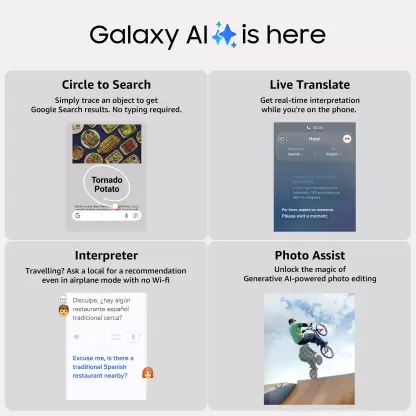 Galaxy AI is here
Circle to Search
Simply trace an object to get
Google Search results. No typing required.
Tornado
Potato
Live Translate
Get real-time interpretation
while you're on the phone.
Please wait a moment.
Interpreter
Travelling? Ask a local for a recommendation
even in airplane mode with no Wi-fi
Disculpe, ¿hay algún
restaurante español
tradicional cerca?
Excuse me, is there a
traditional Spanish
restaurant nearby?
Photo Assist
Unlock the magic of
Generative AI-powered photo editing